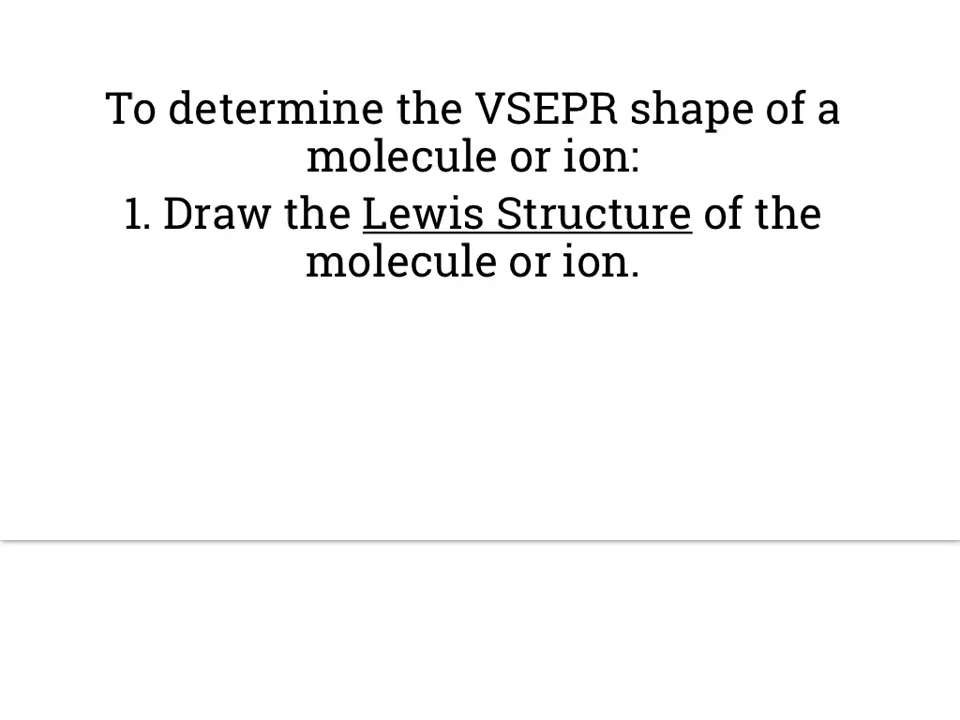 To determine the VSEPR shape of a
molecule or ion:
1. Draw the Lewis Structure of the
molecule or ion.